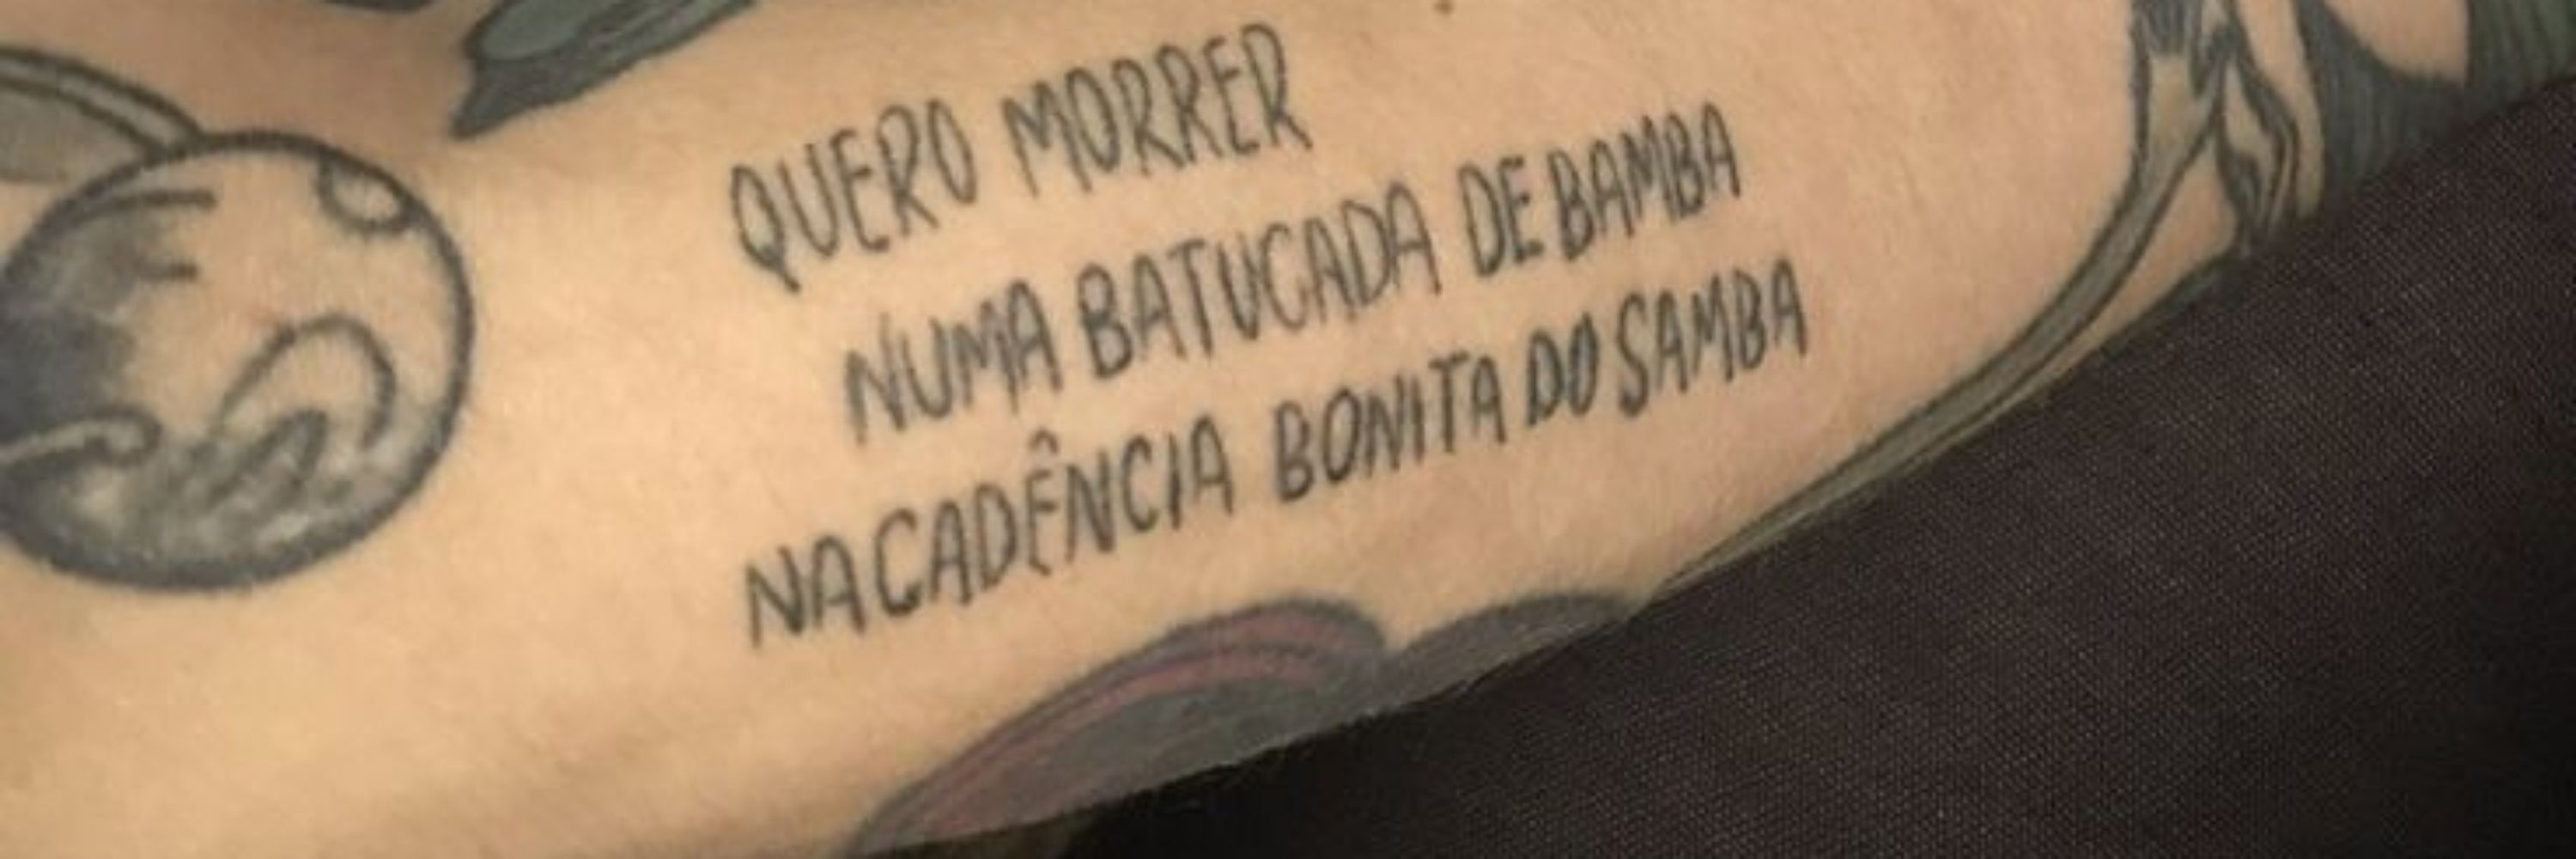 QUERO MORRER
NUMA BATUCADA DE BAMBA
NA CADÊNCIA BONITA DO SAMBA